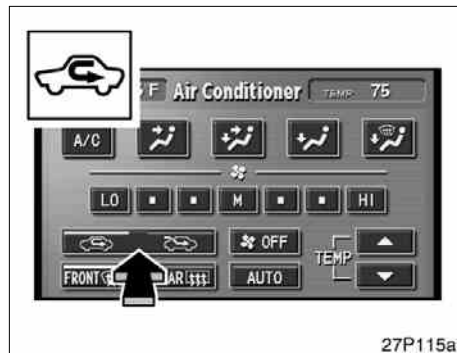 F Air Conditioner TEMP 75
A/C
LO M HI
OFF
TEMP
FRONT AR AUTO
27P115a